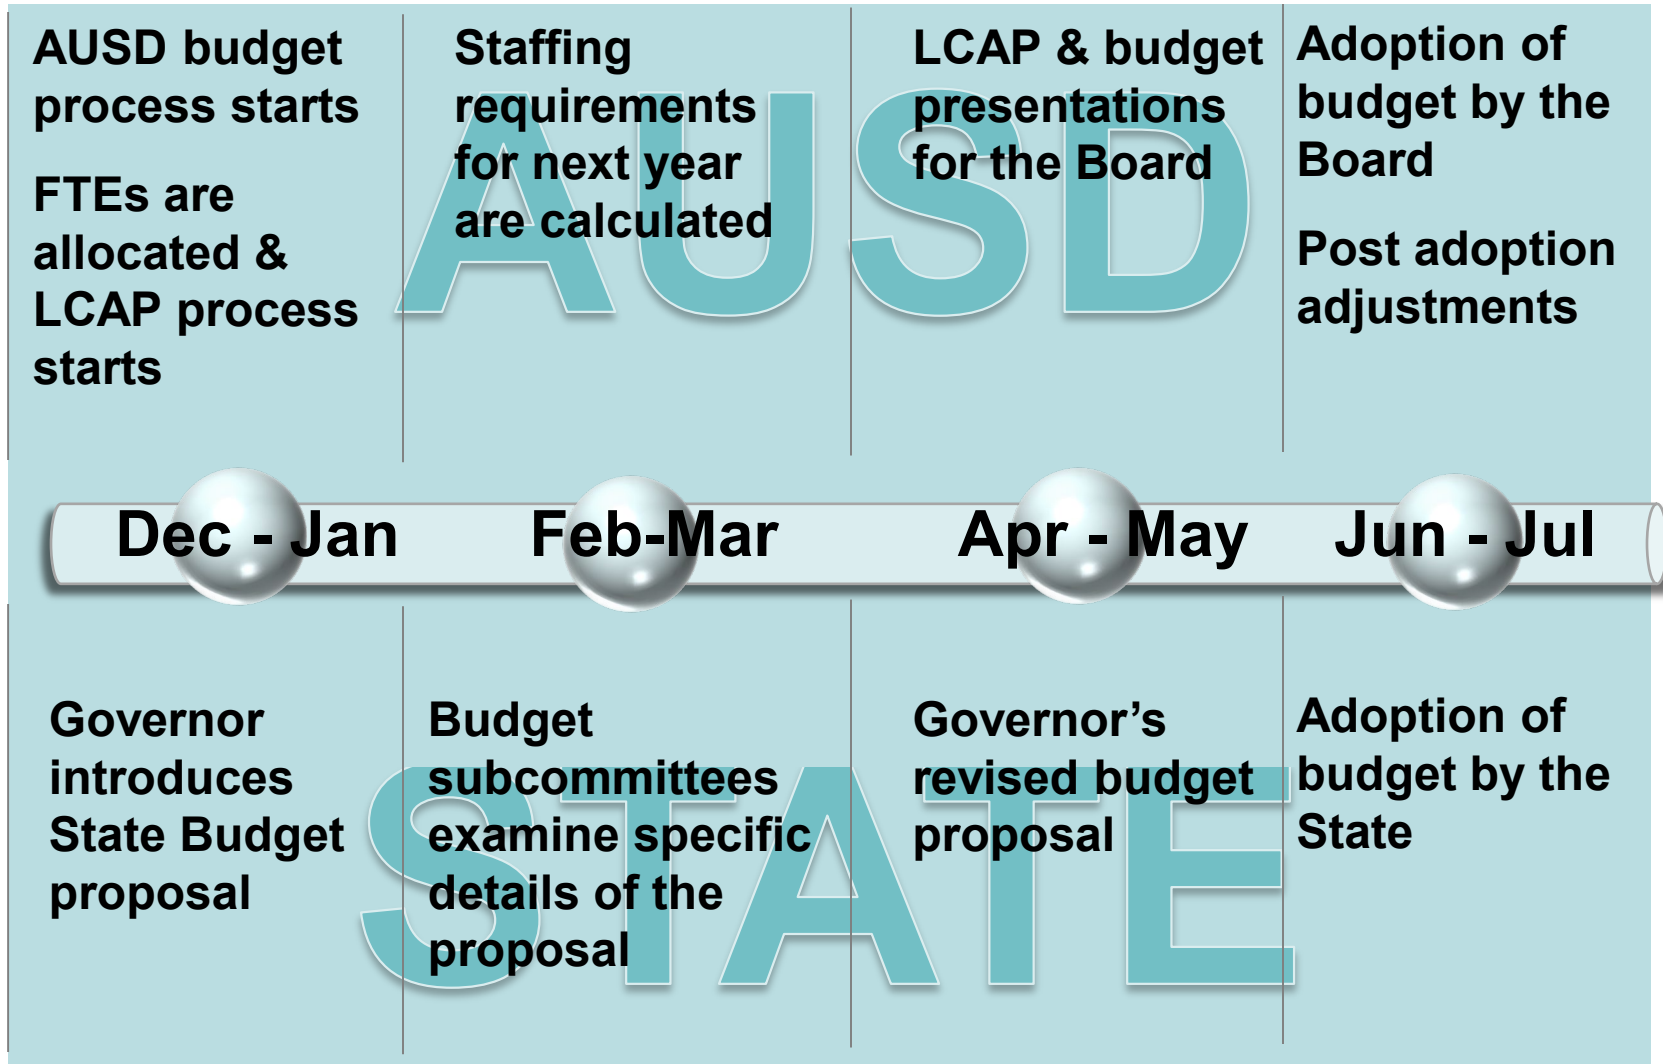 AUSD budget
process starts
FTEs are
allocated &
LCAP process
starts
Staffing
requirements
for next year
are calculated
LCAP & budget
presentations
for the Board
Adoption of
budget by the
Board
Post adoption
adjustments
AUSD
Dec - Jan
Feb-Mar
Apr - May
Jun - Jul
Governor
introduces
State Budget
proposal
Budget
subcommittees
examine specific
details of the
proposal
Governor’s
revised budget
proposal
Adoption of
budget by the
State
STATE